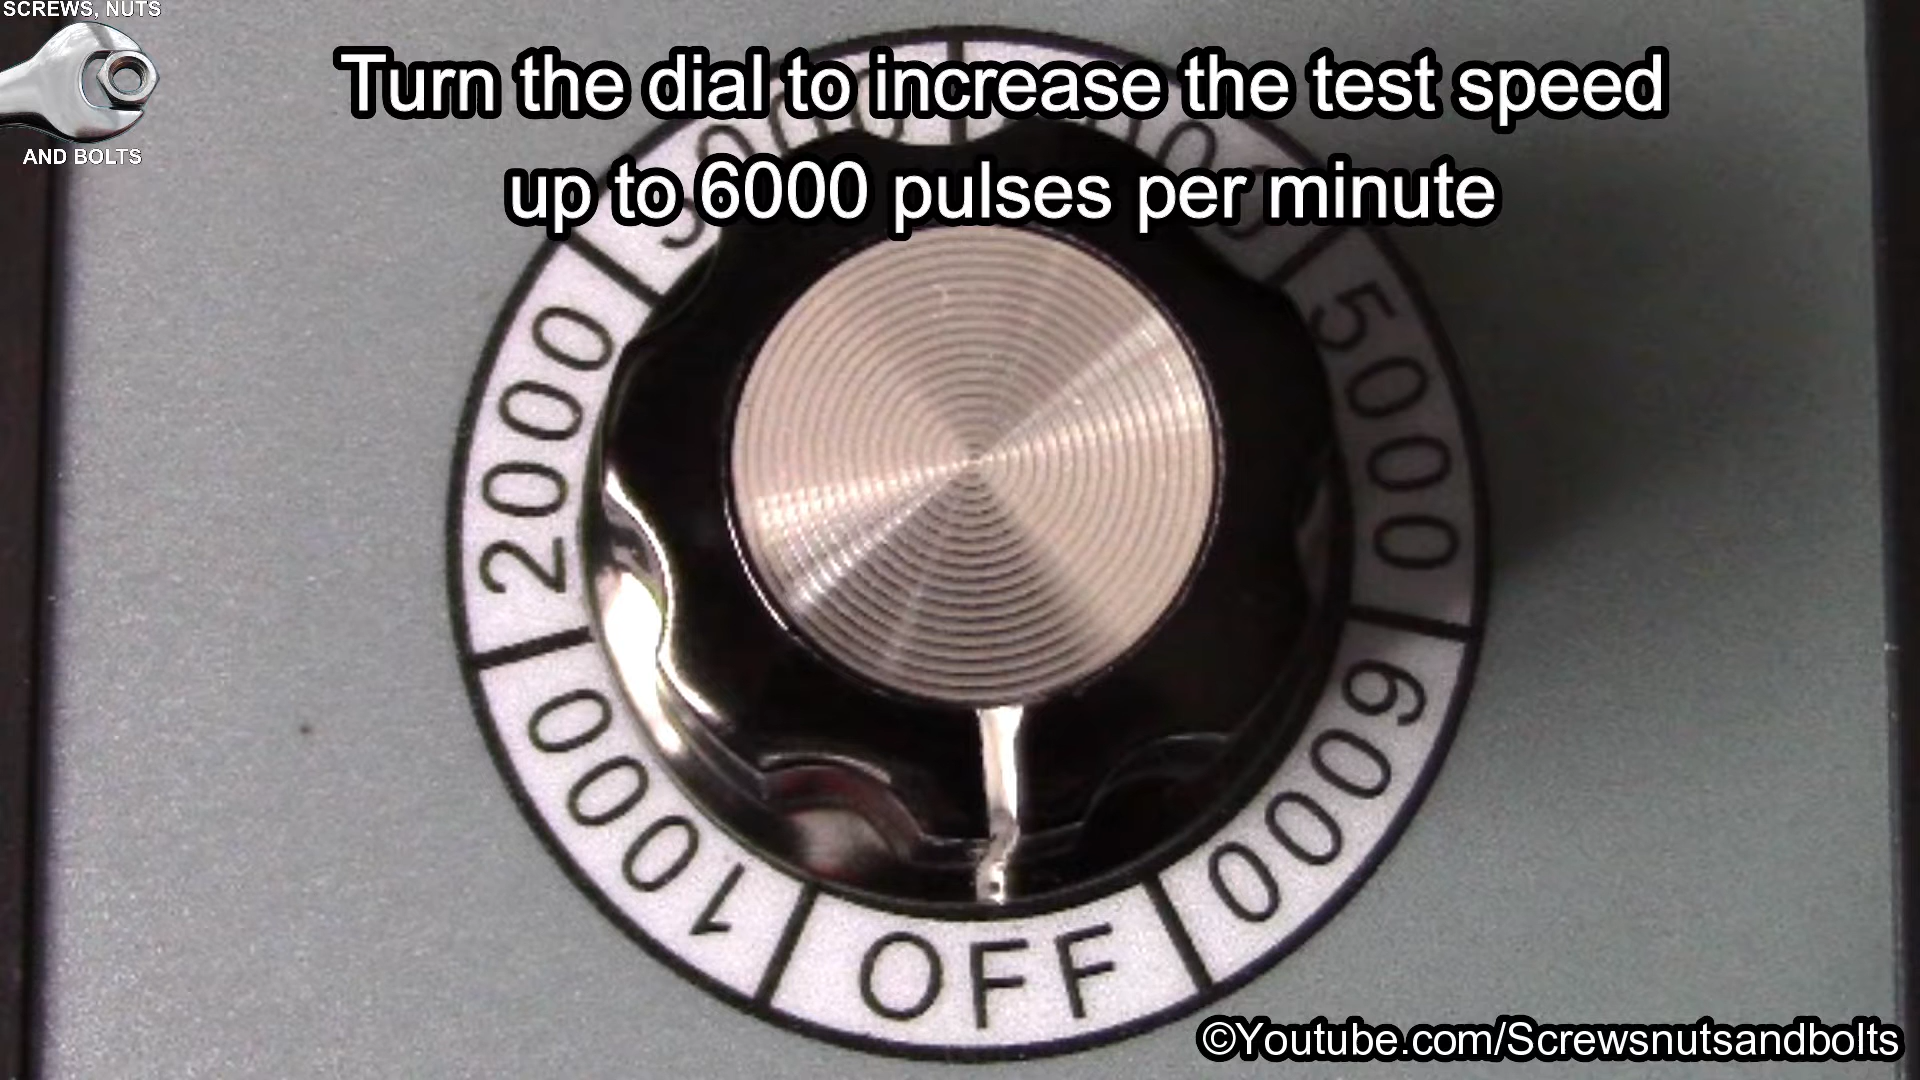 SCREWS, NUTS
AND BOLTS
Turn the dial to increase the test speed
up to 6000 pulses per minute
2000
5000
1000
6000
OFF
©Youtube.com/Screwsnutsandbolts